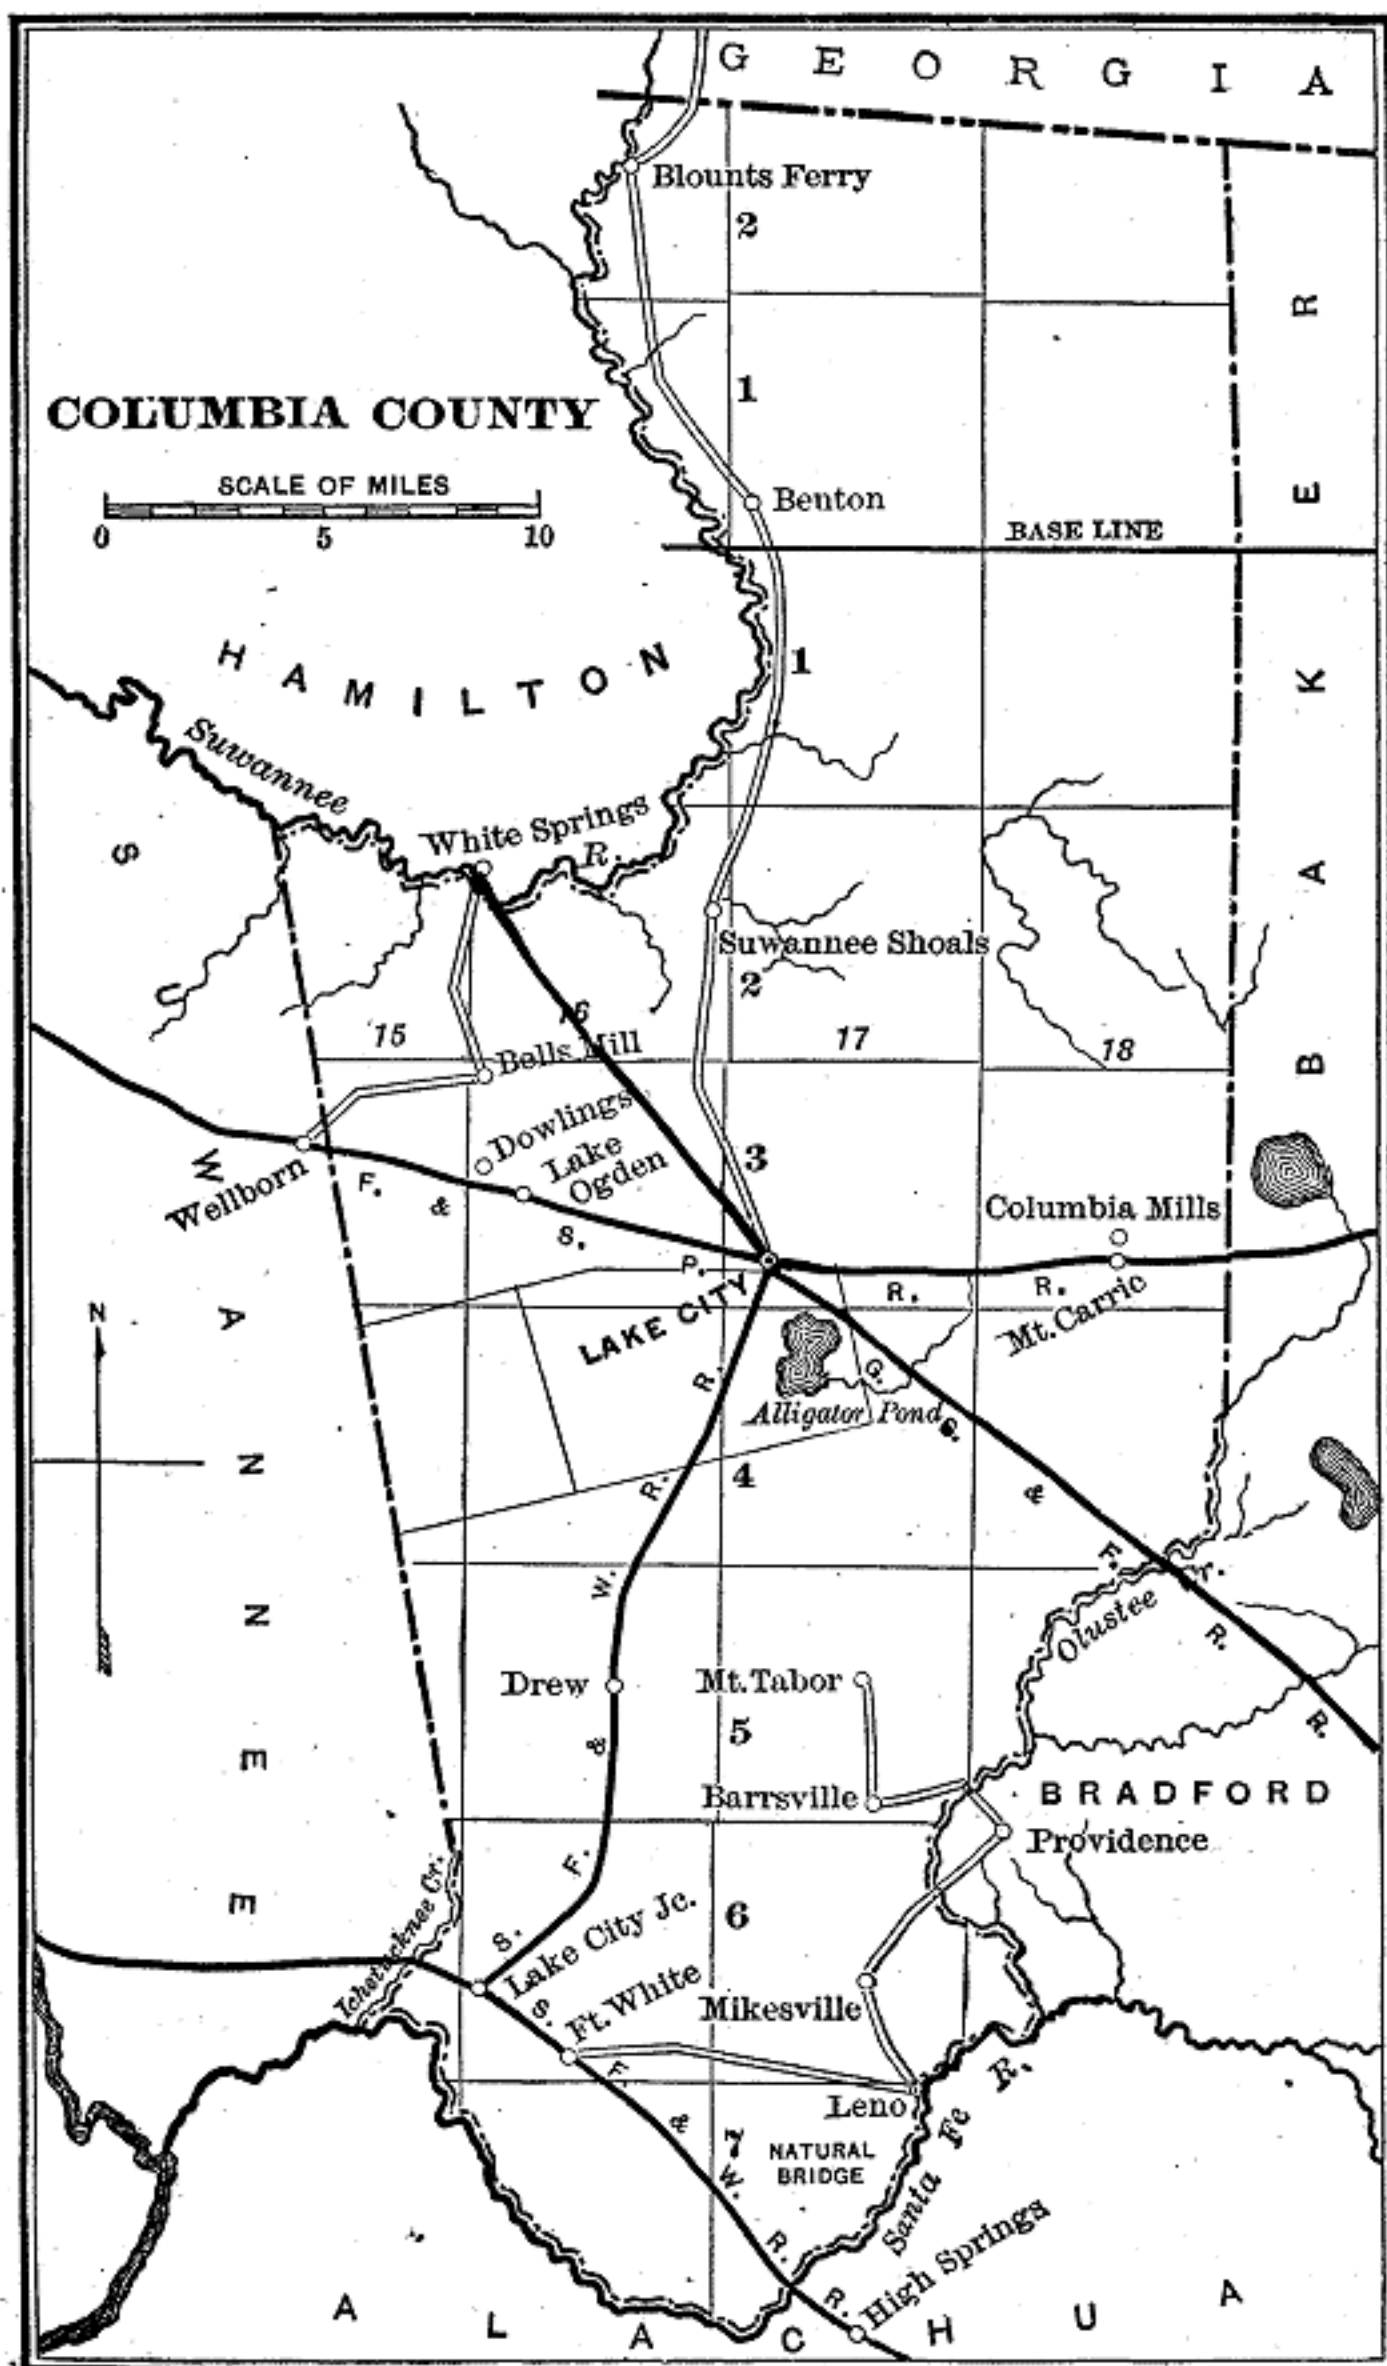 GEORGIA
Blounts Ferry
2
1
COLUMBIA COUNTY
SCALE OF MILES
0 5 10
Benton
BASE LINE
HAMILTON
1
BAKER
Suwannee
R.
White Springs
SUWANNEE
Suwannee Shoals
2
15
16
17
18
Bells Mill
Dowlings
Lake
Ogden
3
Wellborn
F. & S.
P.
R. R.
Columbia Mills
Mt. Carrie
LAKE CITY
Alligator Pond
N
4
G. S. & F. R. R.
Olustee Cr.
S. F. & W. R. R.
Drew
Mt. Tabor
5
Barrsville
BRADFORD
Providence
Ichetucknee Cr.
6
Lake City Jc.
Ft. White
Mikesville
S. F. & W. R. R.
Leno
7
NATURAL
BRIDGE
Santa Fe R.
High Springs
ALACHUA